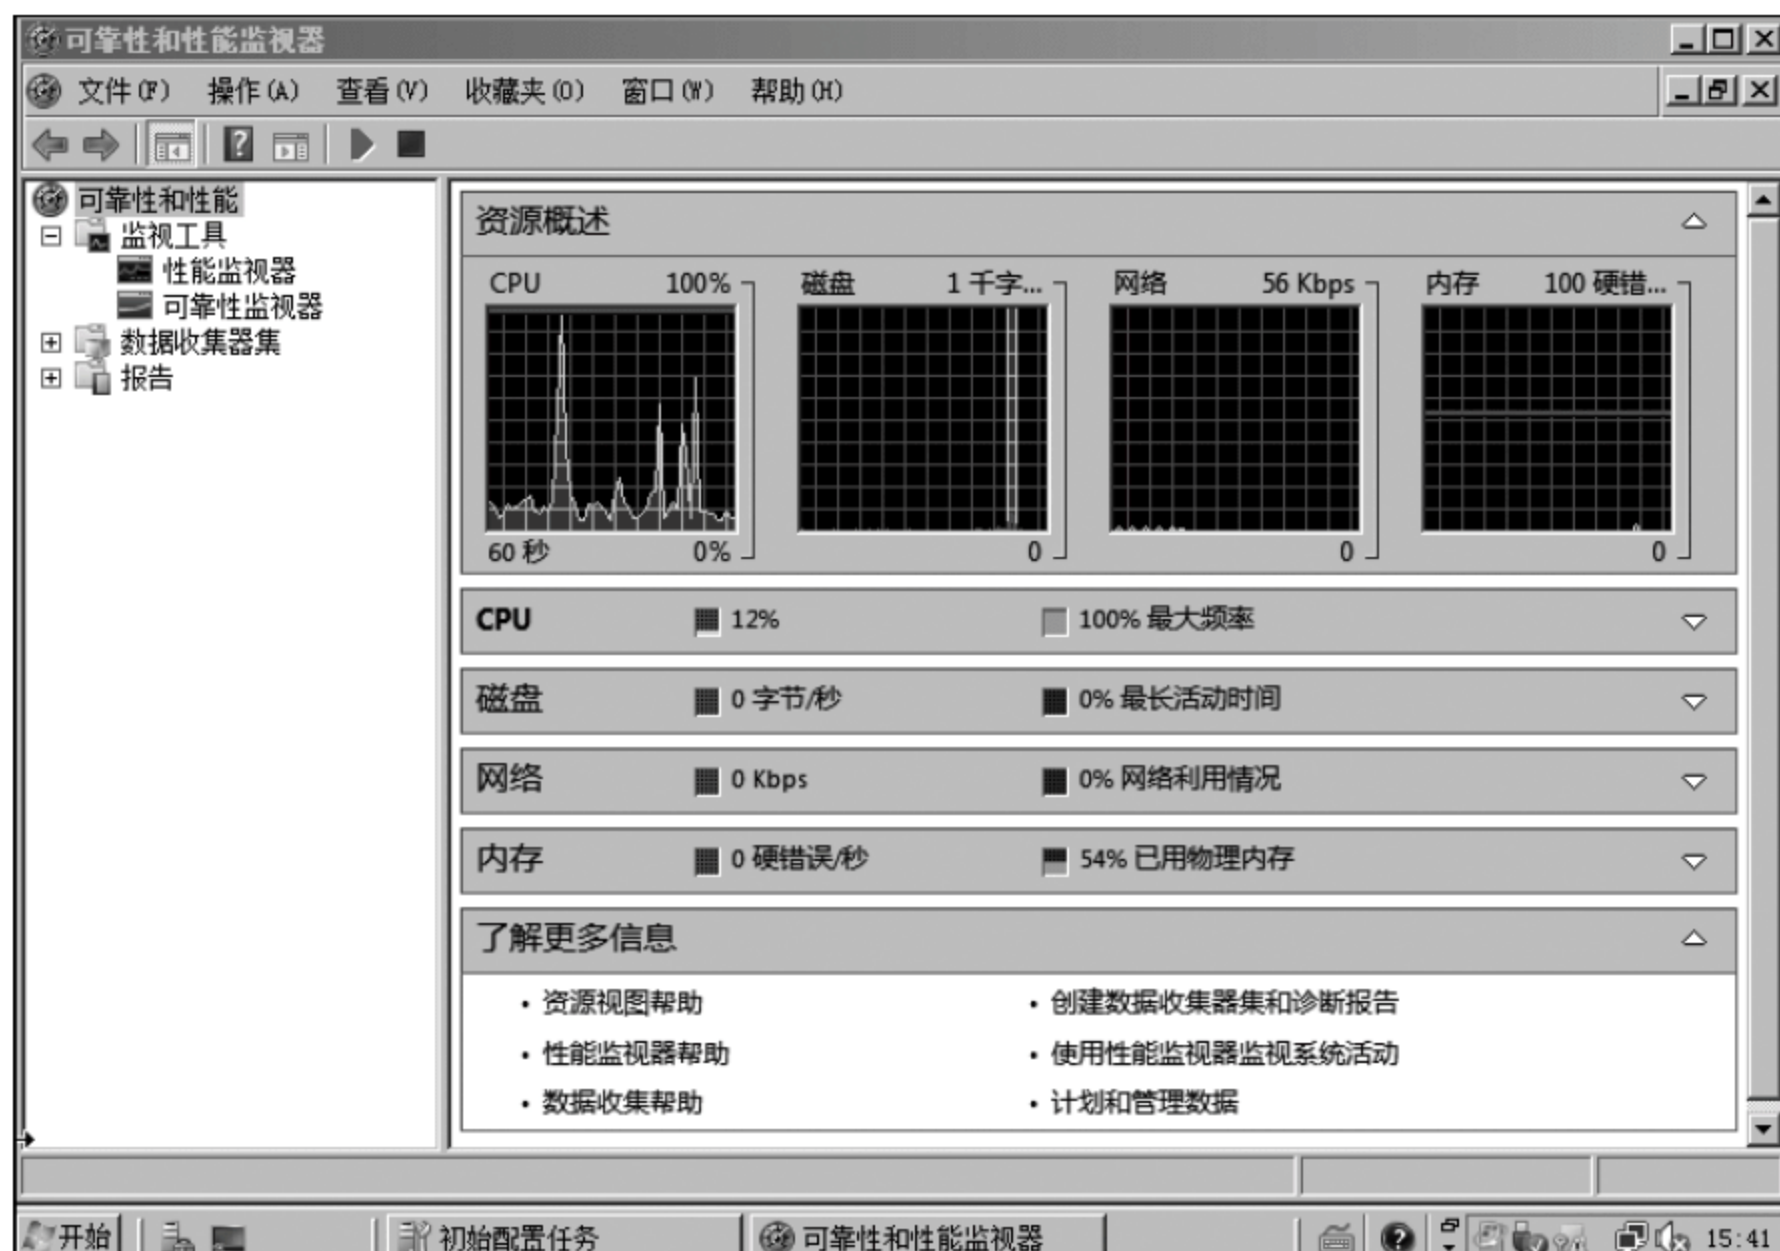 可靠性和性能监视器
文件(F) 操作(A) 查看(V) 收藏夹(O) 窗口(W) 帮助(H)
可靠性和性能
监视工具
性能监视器
可靠性监视器
数据收集器集
报告
资源概述
CPU 100% 磁盘 1 千字... 网络 56 Kbps 内存 100 硬错...
60 秒 0% 0 0 0
CPU 12% 100% 最大频率
磁盘 0 字节/秒 0% 最长活动时间
网络 0 Kbps 0% 网络利用情况
内存 0 硬错误/秒 54% 已用物理内存
了解更多信息
• 资源视图帮助 • 创建数据收集器集和诊断报告
• 性能监视器帮助 • 使用性能监视器监视系统活动
• 数据收集帮助 • 计划和管理数据
开始 初始配置任务 可靠性和性能监视器 15:41